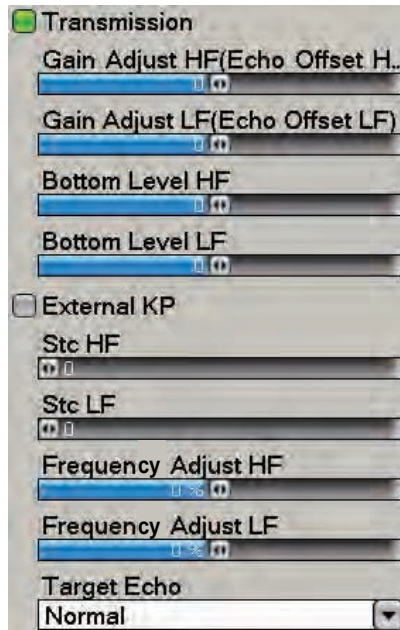 Transmission
Gain Adjust HF(Echo Offset H..
0
Gain Adjust LF(Echo Offset LF)
0
Bottom Level HF
0
Bottom Level LF
0
External KP
Stc HF
0
Stc LF
0
Frequency Adjust HF
0 %
Frequency Adjust LF
0 %
Target Echo
Normal